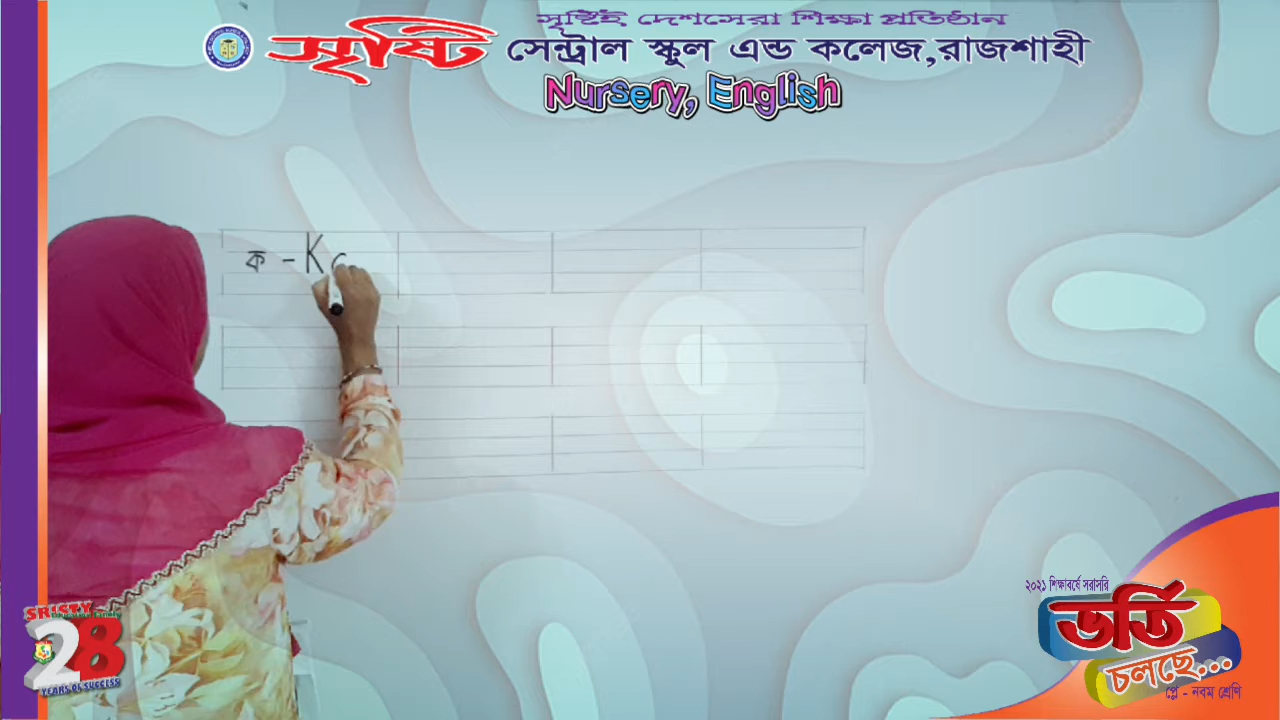 সৃষ্টিই দেশসেরা শিক্ষা প্রতিষ্ঠান
সৃষ্টি সেন্ট্রাল স্কুল এন্ড কলেজ,রাজশাহী
Nursery, English
ক - K
SRISTY
28
YEARS OF SUCCESS
২০২১ শিক্ষাবর্ষে সরাসরি
ভর্তি
চলছে...
প্লে - নবম শ্রেণি